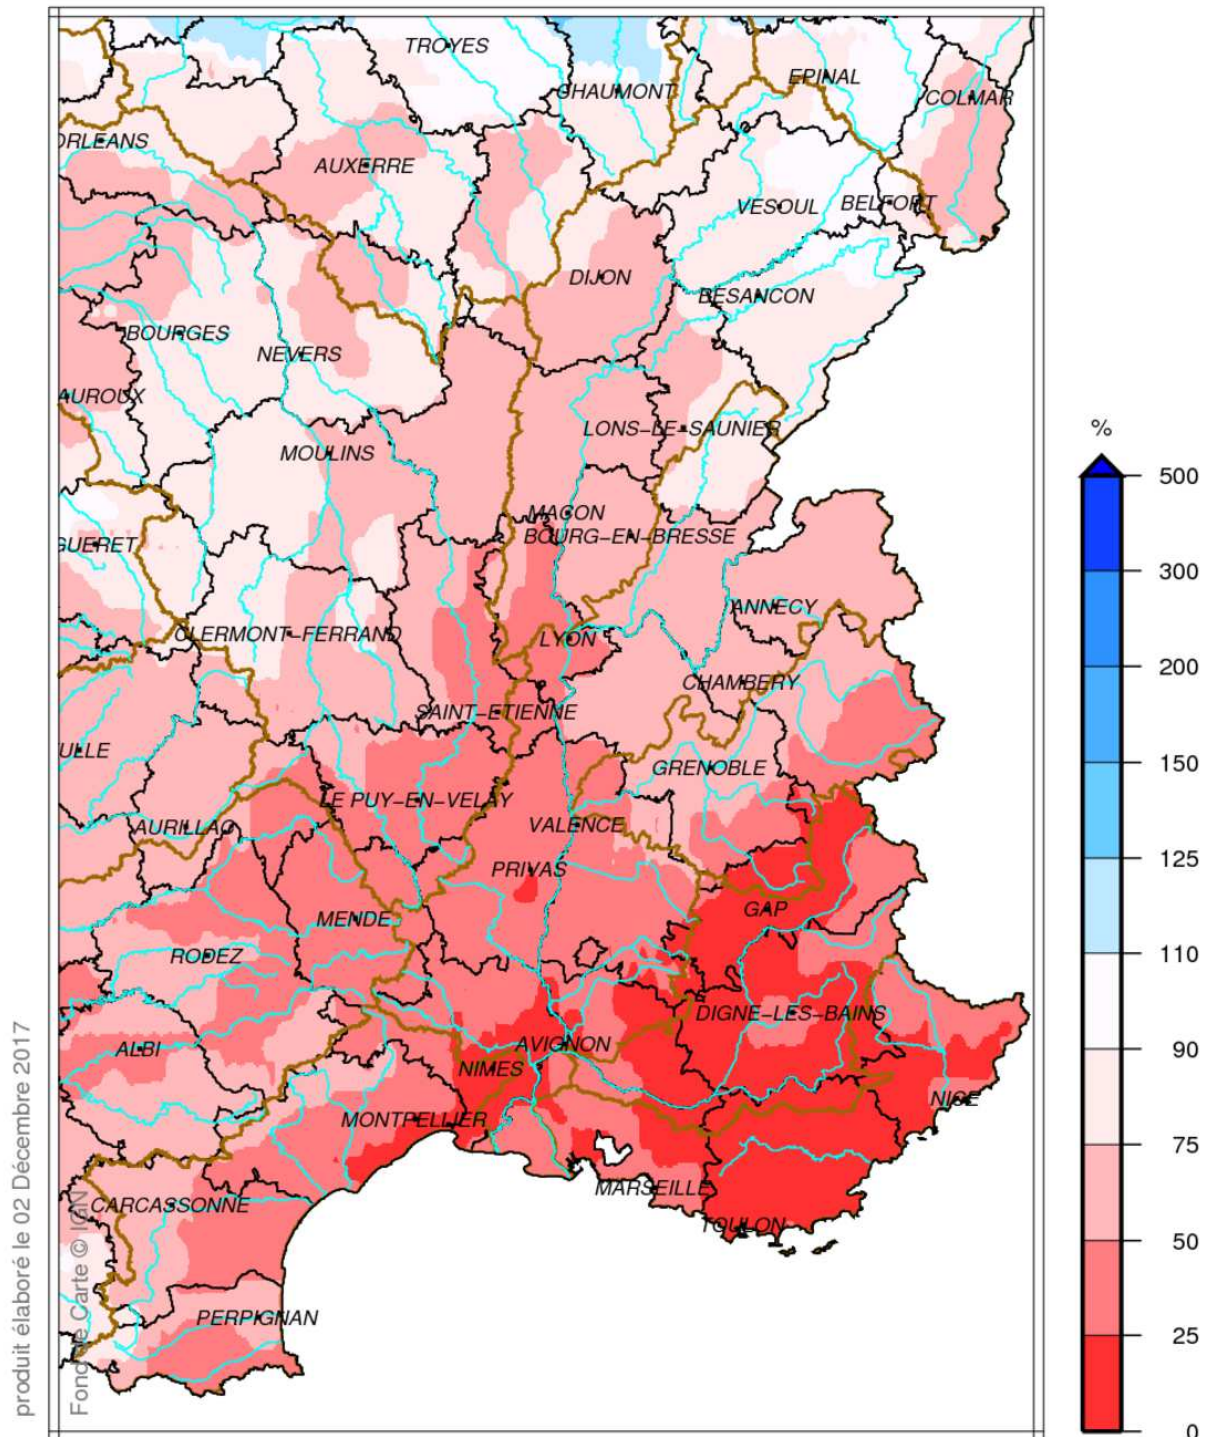 TROYES
CHAUMONT
EPINAL
COLMAR
ORLEANS
AUXERRE
VESOUL
BELFORT
DIJON
BESANCON
BOURGES
NEVERS
AUROUX
LONS-LE-SAUNIER
MOULINS
MACON
BOURG-EN-BRESSE
GUERET
ANNECY
CLERMONT-FERRAND
LYON
CHAMBERY
SAINT-ETIENNE
ULLE
GRENOBLE
LE PUY-EN-VELAY
AURILLAC
VALENCE
PRIVAS
GAP
MENDE
RODEZ
DIGNE-LES-BAINS
ALBI
AVIGNON
NIMES
NICE
MONTPELLIER
MARSEILLE
CARCASSONNE
TOULON
PERPIGNAN
%
500
300
200
150
125
110
90
75
50
25
0
produit élaboré le 02 Décembre 2017
Fond de Carte © IGN